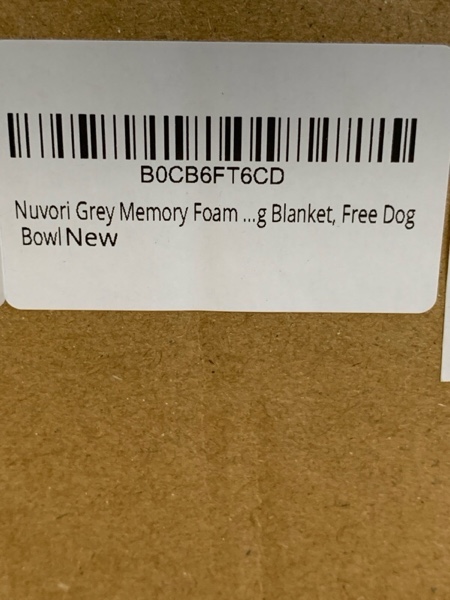 B0CB6FT6CD
Nuvori Grey Memory Foam ...g Blanket, Free Dog
Bowl New